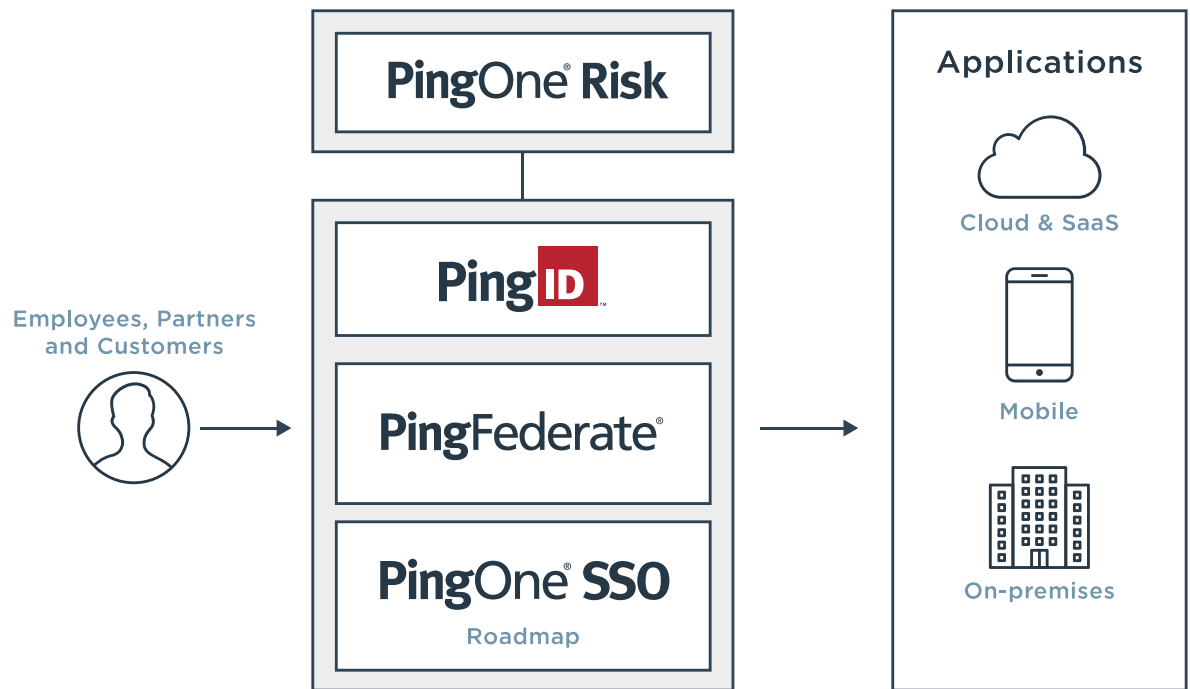 PingOne® Risk
PingID™
PingFederate®
PingOne® SSO
Roadmap
Employees, Partners
and Customers
Applications
Cloud & SaaS
Mobile
On-premises